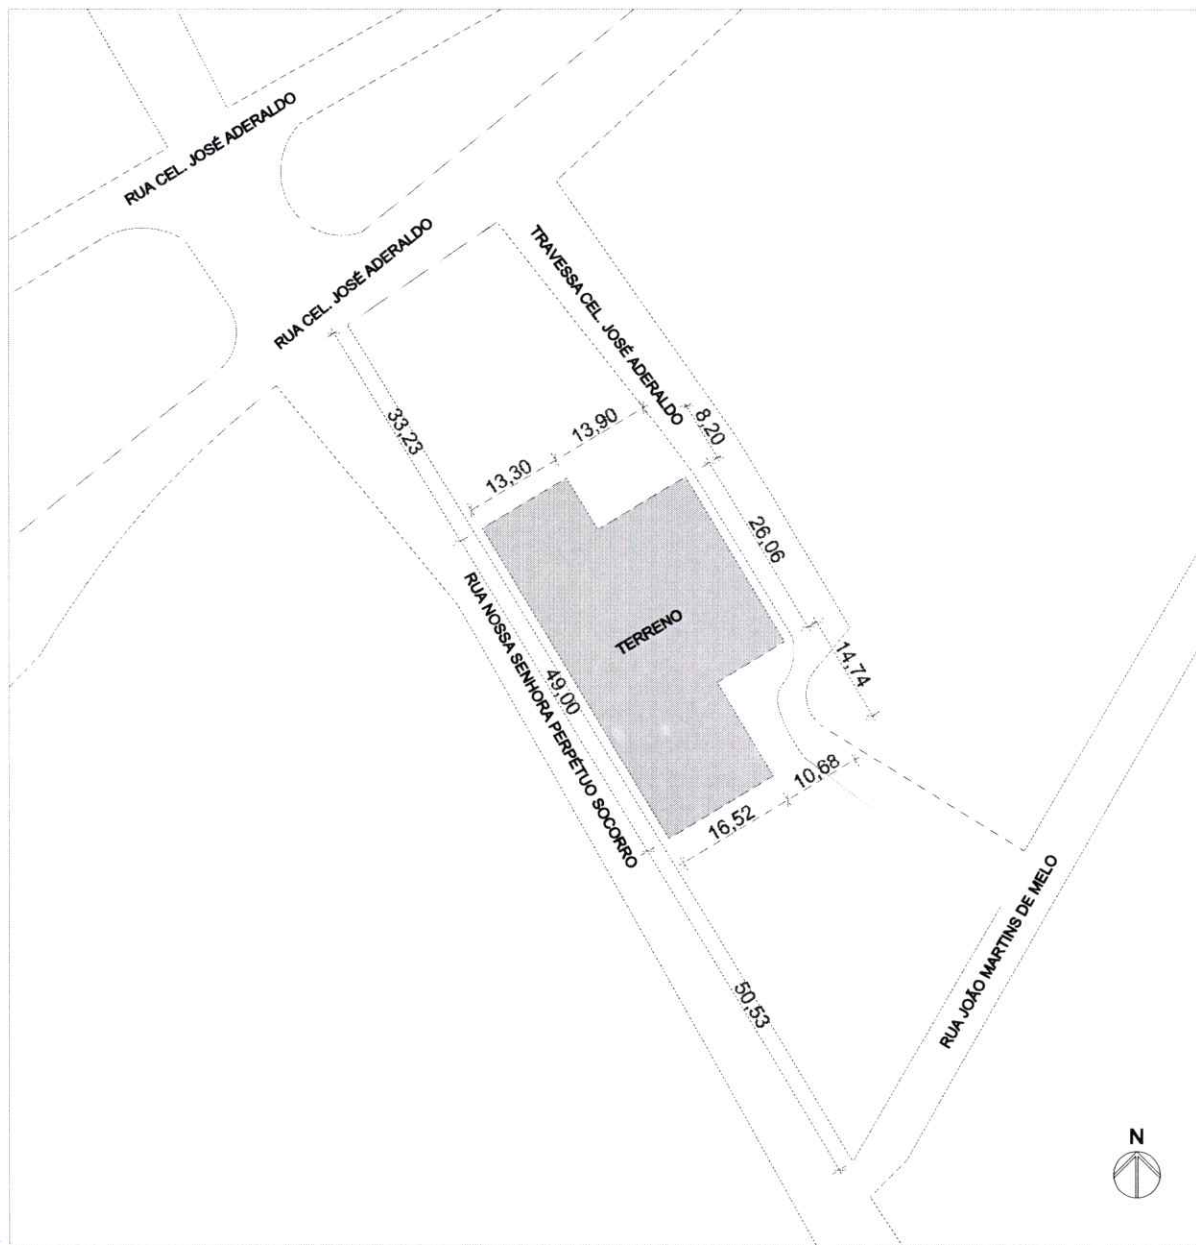 RUA CEL. JOSÉ ADERALDO
RUA CEL. JOSÉ ADERALDO
TRAVESSA CEL. JOSÉ ADERALDO
33,23
13,30
13,90
8,20
26,06
14,74
TERRENO
RUA NOSSA SENHORA PERPÉTUO SOCORRO
49,00
16,52
10,68
50,53
RUA JOÃO MARTINS DE MELO
N